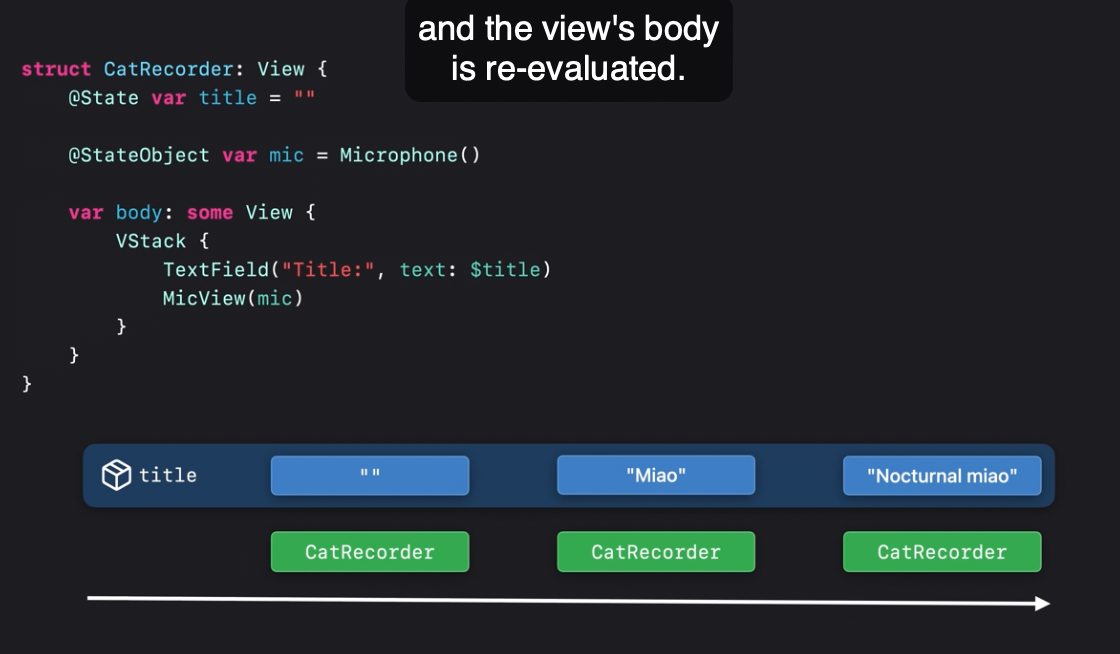 and the view's body
is re-evaluated.
struct CatRecorder: View {
    @State var title = ""
    @StateObject var mic = Microphone()
    var body: some View {
        VStack {
            TextField("Title:", text: $title)
            MicView(mic)
        }
    }
}
title "" "Miao" "Nocturnal miao"
CatRecorder CatRecorder CatRecorder